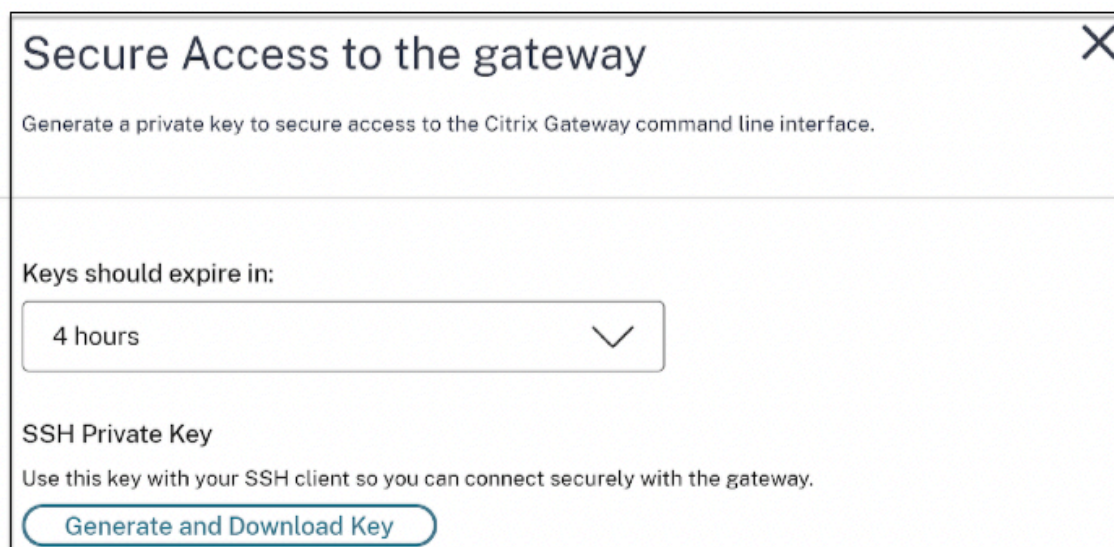 Secure Access to the gateway
Generate a private key to secure access to the Citrix Gateway command line interface.
Keys should expire in:
4 hours
SSH Private Key
Use this key with your SSH client so you can connect securely with the gateway.
Generate and Download Key